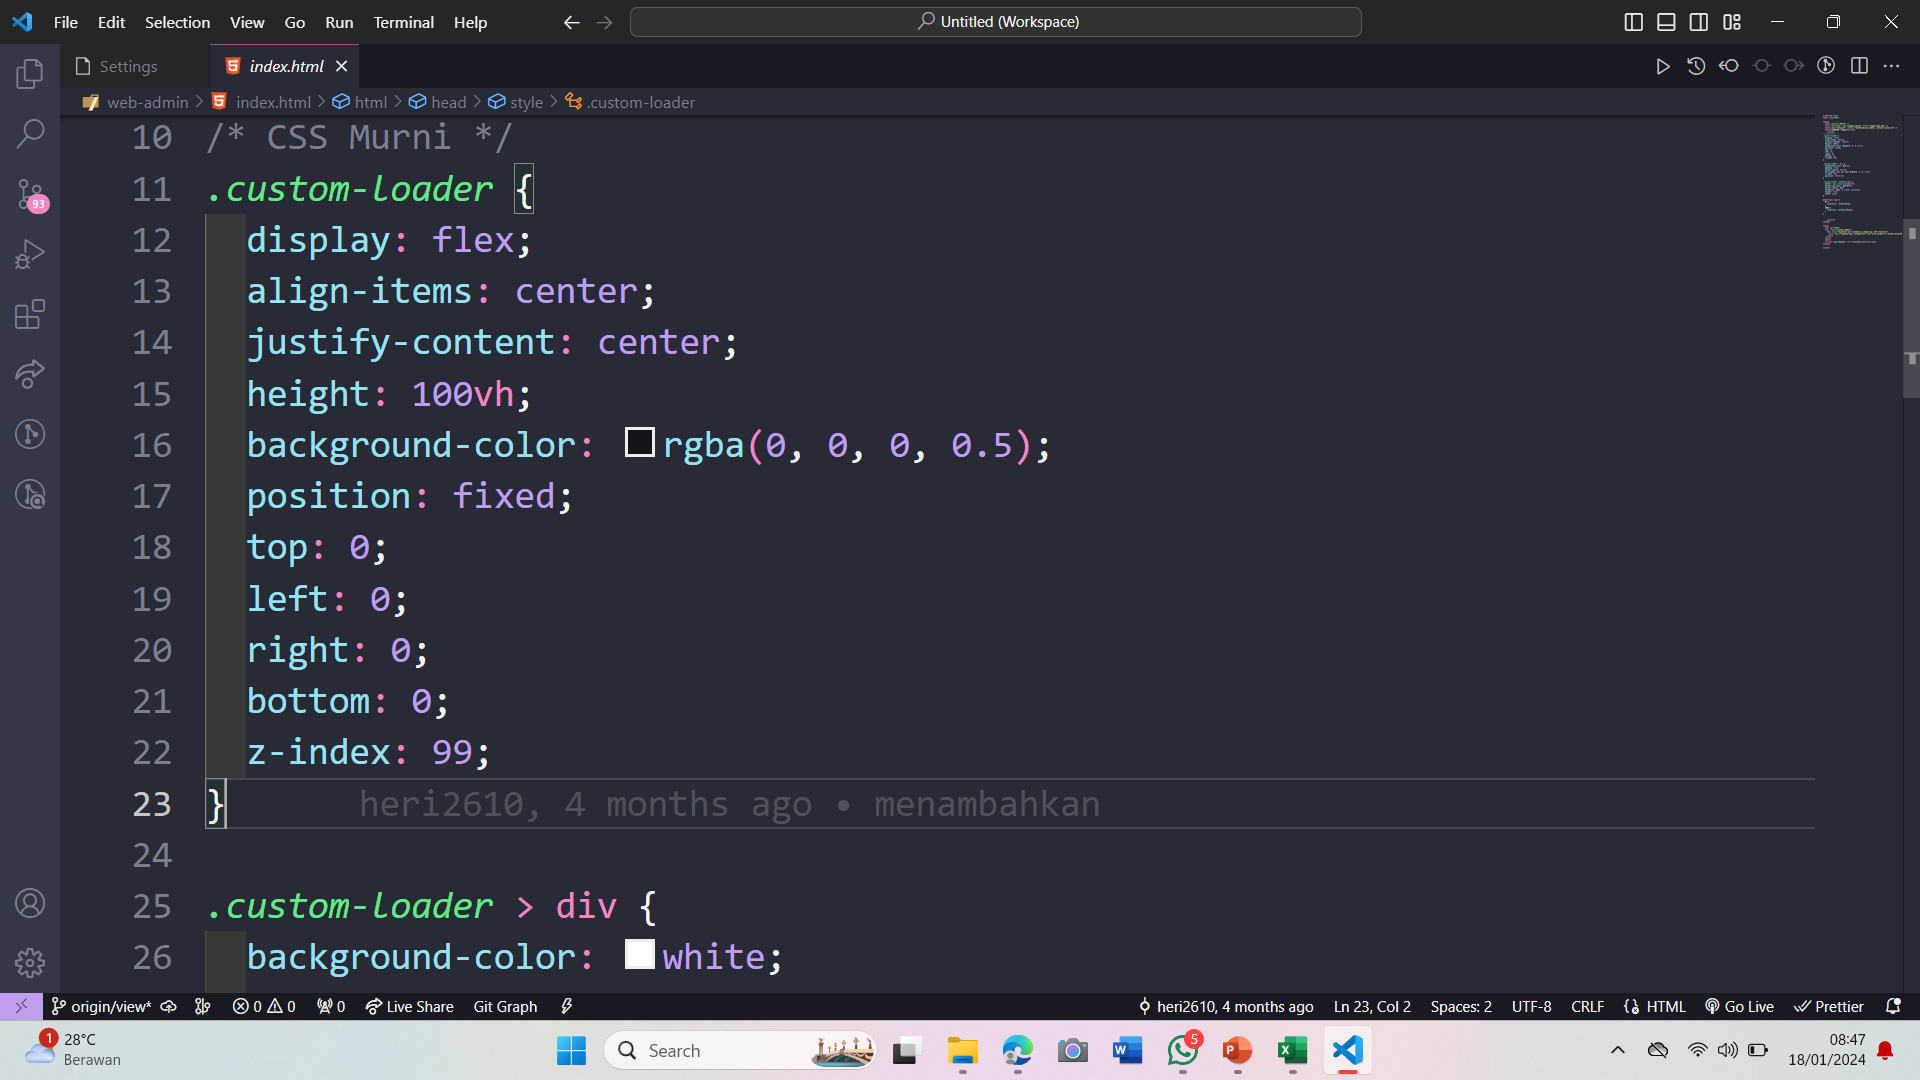 File Edit Selection View Go Run Terminal Help
Untitled (Workspace)
Settings
index.html
web-admin > index.html > html > head > style > .custom-loader
10 /* CSS Murni */
11 .custom-loader {
12 display: flex;
13 align-items: center;
14 justify-content: center;
15 height: 100vh;
16 background-color: rgba(0, 0, 0, 0.5);
17 position: fixed;
18 top: 0;
19 left: 0;
20 right: 0;
21 bottom: 0;
22 z-index: 99;
23 } heri2610, 4 months ago • menambahkan
24
25 .custom-loader > div {
26 background-color: white;
93
origin/view* 0 0 0 Live Share Git Graph heri2610, 4 months ago Ln 23, Col 2 Spaces: 2 UTF-8 CRLF HTML Go Live Prettier
1
28°C
Berawan
Search
5
08:47
18/01/2024